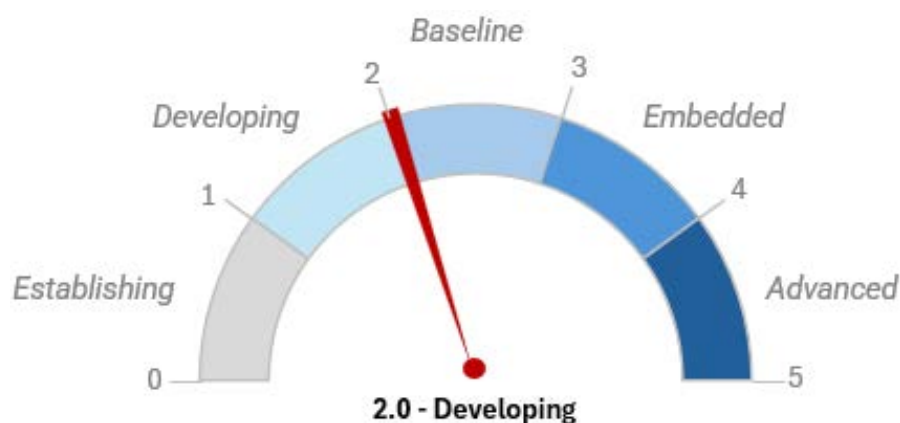 Baseline
2
3
Developing
Embedded
1
4
Establishing
Advanced
0
5
2.0 - Developing